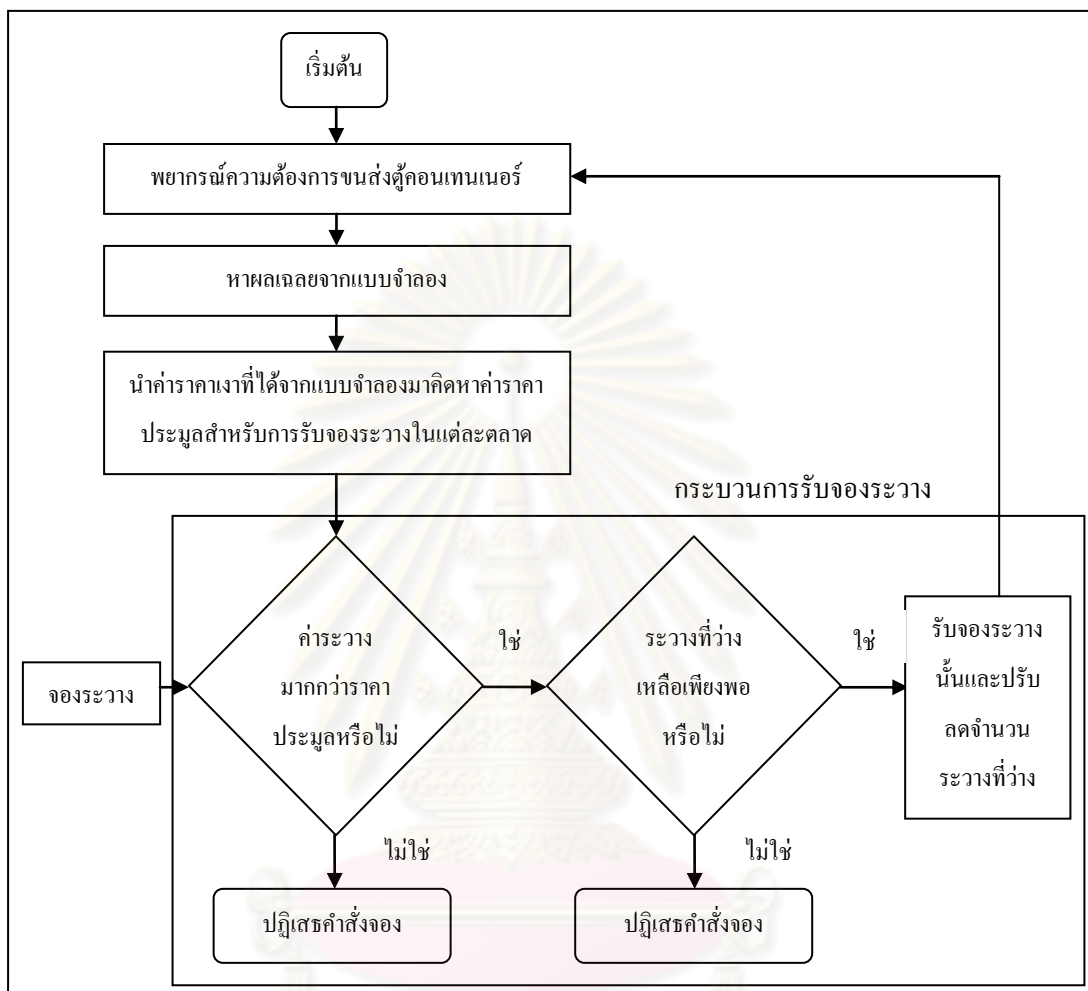 เริ่มต้น
พยากรณ์ความต้องการขนส่งตู้คอนเทนเนอร์
หาผลเฉลยจากแบบจำลอง
นำค่าราคาเงาที่ได้จากแบบจำลองมาคิดหาค่าราคา
ประมูลสำหรับการรับจองระวางในแต่ละตลาด
กระบวนการรับจองระวาง
จองระวาง
ค่าระวาง
มากกว่าราคา
ประมูลหรือไม่
ใช่
ระวางที่ว่าง
เหลือเพียงพอ
หรือไม่
ใช่
รับจองระวาง
นั้นและปรับ
ลดจำนวน
ระวางที่ว่าง
ไม่ใช่
ไม่ใช่
ปฏิเสธคำสั่งจอง
ปฏิเสธคำสั่งจอง